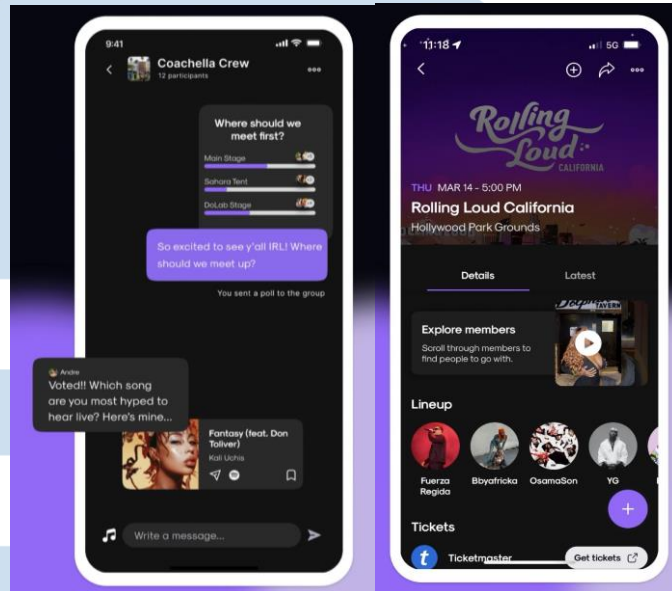 9:41
Coachella Crew
12 participants
Where should we
meet first?
Main Stage
Sahara Tent
DoLab Stage
So excited to see y'all IRL! Where
should we meet up?
You sent a poll to the group
Andre
Voted!! Which song
are you most hyped to
hear live? Here's mine...
Fantasy (feat. Don
Toliver)
Kali Uchis
Write a message...
11:18
5G
Rolling
Loud
CALIFORNIA
THU MAR 14 - 5:00 PM
Rolling Loud California
Hollywood Park Grounds
Details
Latest
TAVERN
Explore members
Scroll through members to
find people to go with.
Lineup
Fuerza
Regida
Bbyafricka
OsamaSon
YG
Tickets
t
Ticketmaster
Get tickets